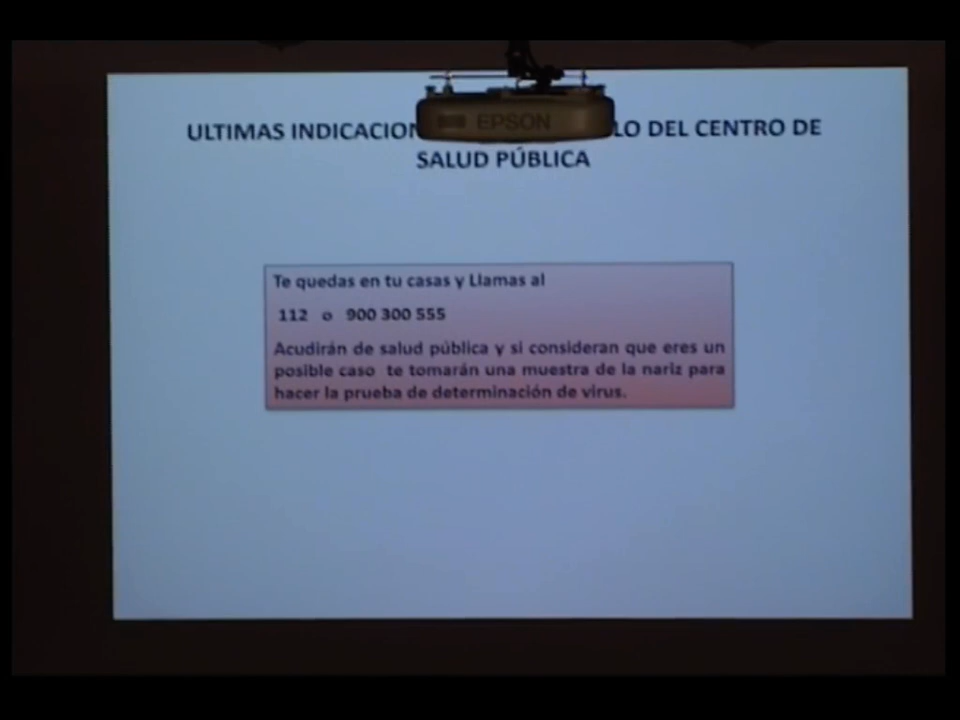 EPSON
ULTIMAS INDICACION LO DEL CENTRO DE
SALUD PÚBLICA
Te quedas en tu casas y Llamas al
112 o 900 300 555
Acudirán de salud pública y si consideran que eres un
posible caso te tomarán una muestra de la nariz para
hacer la prueba de determinación de virus.